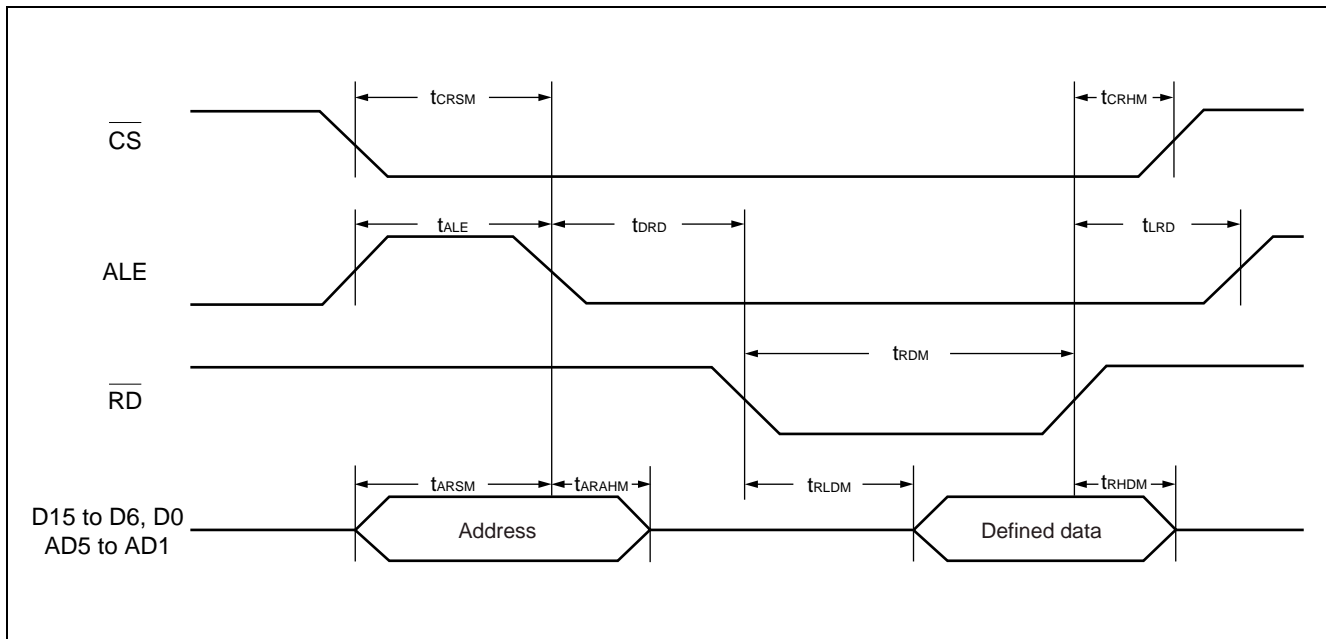 tCRSM
tCRHM
CS
tALE
tDRD
tLRD
ALE
tRDM
RD
tARSM
tARAHM
tRLDM
tRHDM
D15 to D6, D0
AD5 to AD1
Address
Defined data